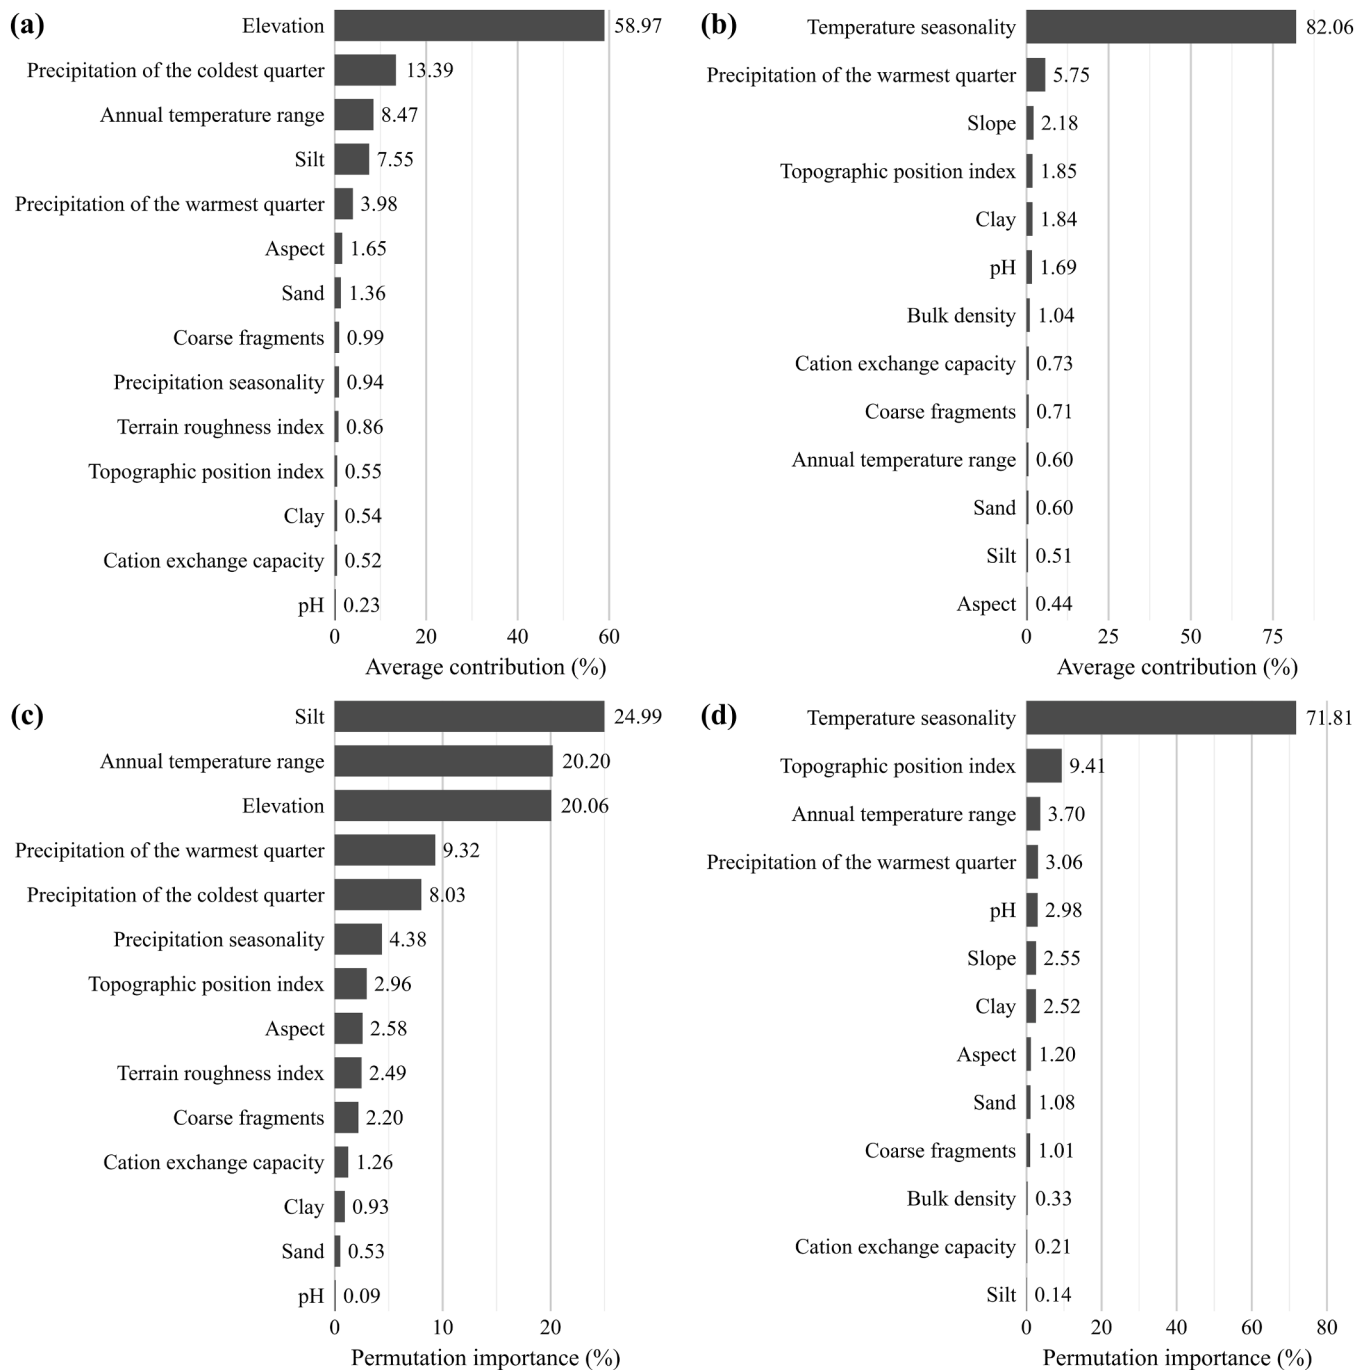 (a)
Elevation 58.97
Precipitation of the coldest quarter 13.39
Annual temperature range 8.47
Silt 7.55
Precipitation of the warmest quarter 3.98
Aspect 1.65
Sand 1.36
Coarse fragments 0.99
Precipitation seasonality 0.94
Terrain roughness index 0.86
Topographic position index 0.55
Clay 0.54
Cation exchange capacity 0.52
pH 0.23
0 20 40 60
Average contribution (%)
(b)
Temperature seasonality 82.06
Precipitation of the warmest quarter 5.75
Slope 2.18
Topographic position index 1.85
Clay 1.84
pH 1.69
Bulk density 1.04
Cation exchange capacity 0.73
Coarse fragments 0.71
Annual temperature range 0.60
Sand 0.60
Silt 0.51
Aspect 0.44
0 25 50 75
Average contribution (%)
(c)
Silt 24.99
Annual temperature range 20.20
Elevation 20.06
Precipitation of the warmest quarter 9.32
Precipitation of the coldest quarter 8.03
Precipitation seasonality 4.38
Topographic position index 2.96
Aspect 2.58
Terrain roughness index 2.49
Coarse fragments 2.20
Cation exchange capacity 1.26
Clay 0.93
Sand 0.53
pH 0.09
0 20
Permutation importance (%)
(d)
Temperature seasonality 71.81
Topographic position index 9.41
Annual temperature range 3.70
Precipitation of the warmest quarter 3.06
pH 2.98
Slope 2.55
Clay 2.52
Aspect 1.20
Sand 1.08
Coarse fragments 1.01
Bulk density 0.33
Cation exchange capacity 0.21
Silt 0.14
0 20 40 60 80
Permutation importance (%)